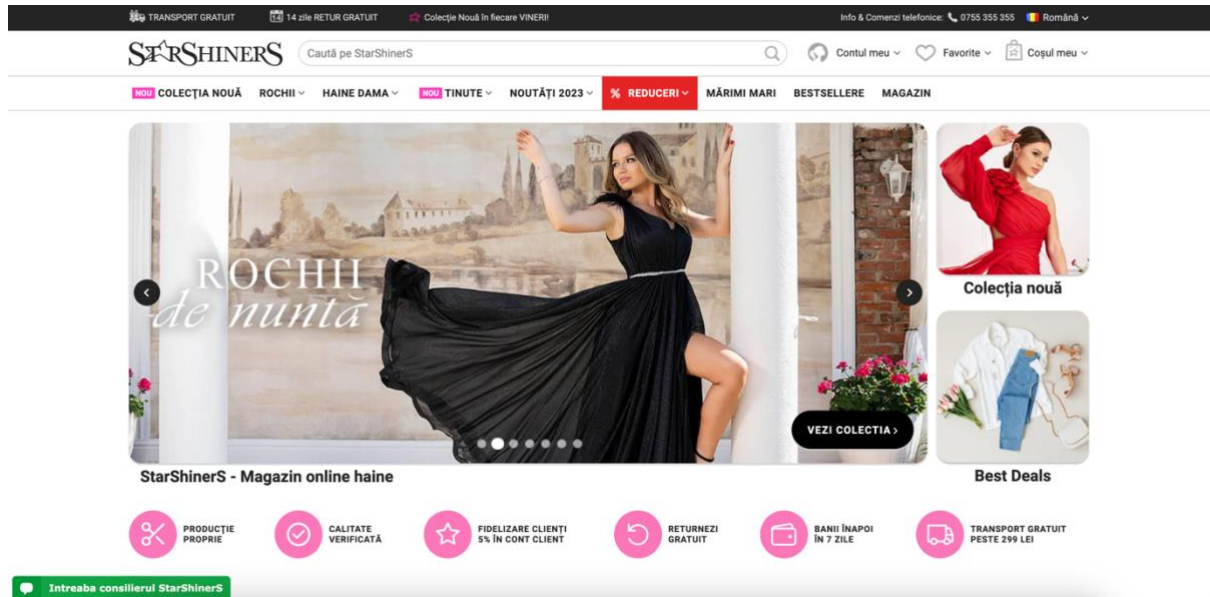 TRANSPORT GRATUIT
14 zile RETUR GRATUIT
Colecție Nouă în fiecare VINERI!
Info & Comenzi telefonice: 0755 355 355
Română
STARSHINERS
Caută pe StarShinerS
Contul meu
Favorite
Coșul meu
NOU COLECȚIA NOUĂ
ROCHII
HAINE DAMA
NOU TINUTE
NOUTĂȚI 2023
% REDUCERI
MĂRIMI MARI
BESTSELLERE
MAGAZIN
ROCHII
de nuntă
VEZI COLECTIA
Colecția nouă
Best Deals
StarShinerS - Magazin online haine
PRODUCȚIE
PROPRIE
CALITATE
VERIFICATĂ
FIDELIZARE CLIENȚI
5% ÎN CONT CLIENT
RETURNEZI
GRATUIT
BANII ÎNAPOI
ÎN 7 ZILE
TRANSPORT GRATUIT
PESTE 299 LEI
Intreaba consilierul StarShinerS